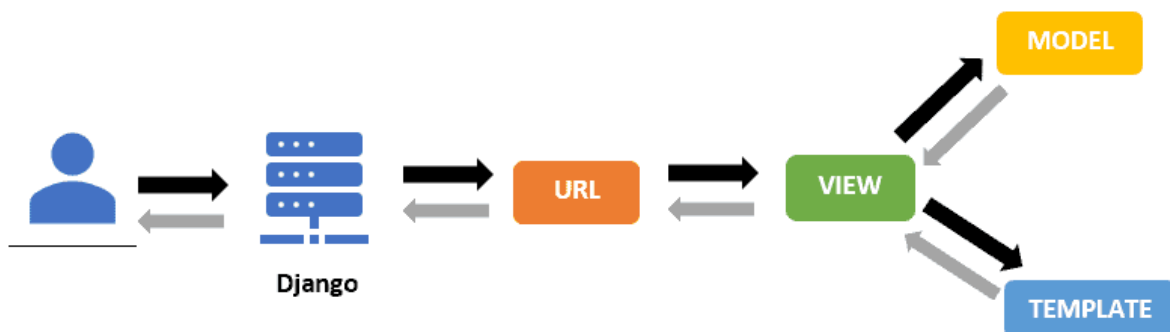 MODEL
URL
VIEW
Django
TEMPLATE